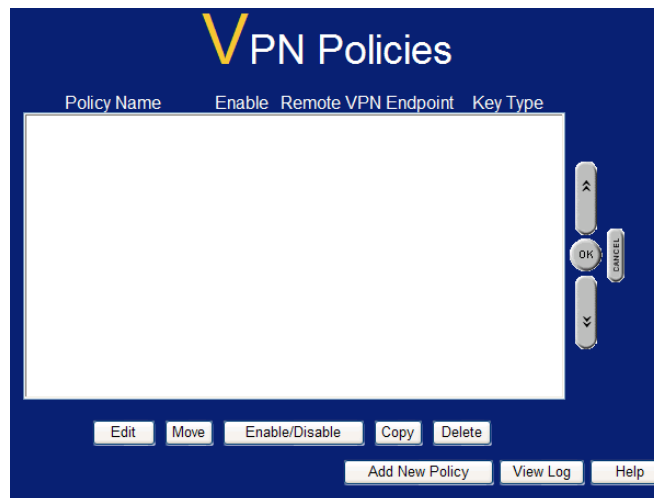 VPN Policies
Policy Name Enable Remote VPN Endpoint Key Type
OK
CANCEL
Edit Move Enable/Disable Copy Delete
Add New Policy View Log Help